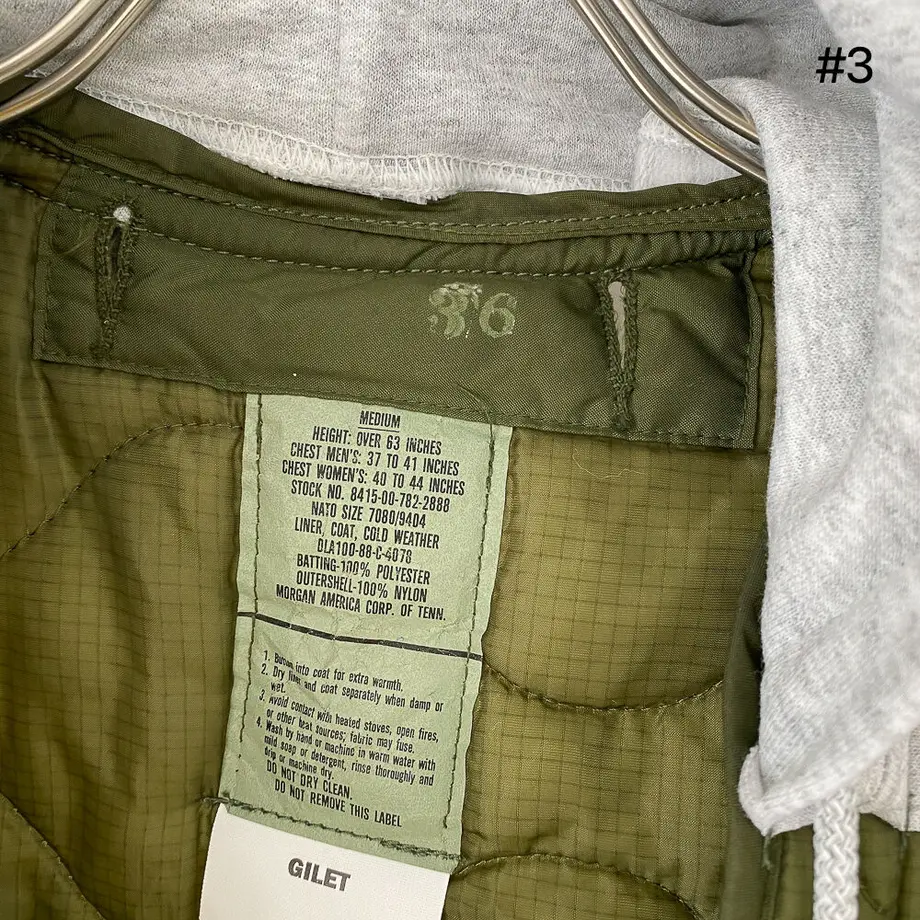 #3
36
MEDIUM
HEIGHT: OVER 63 INCHES
CHEST MEN'S: 37 TO 41 INCHES
CHEST WOMEN'S: 40 TO 44 INCHES
STOCK NO. 8415-00-782-2888
NATO SIZE 7080/9404
LINER, COAT, COLD WEATHER
DLA100-88-C-4078
BATTING-100% POLYESTER
OUTERSHELL-100% NYLON
MORGAN AMERICA CORP. OF TENN.
1. Button into coat for extra warmth.
2. Dry liner and coat separately when damp or
wet.
3. Avoid contact with heated stoves, open fires,
or other heat sources; fabric may fuse.
4. Wash by hand or machine in warm water with
mild soap or detergent, rinse thoroughly and
drip or machine dry.
DO NOT DRY CLEAN.
DO NOT REMOVE THIS LABEL
GILET